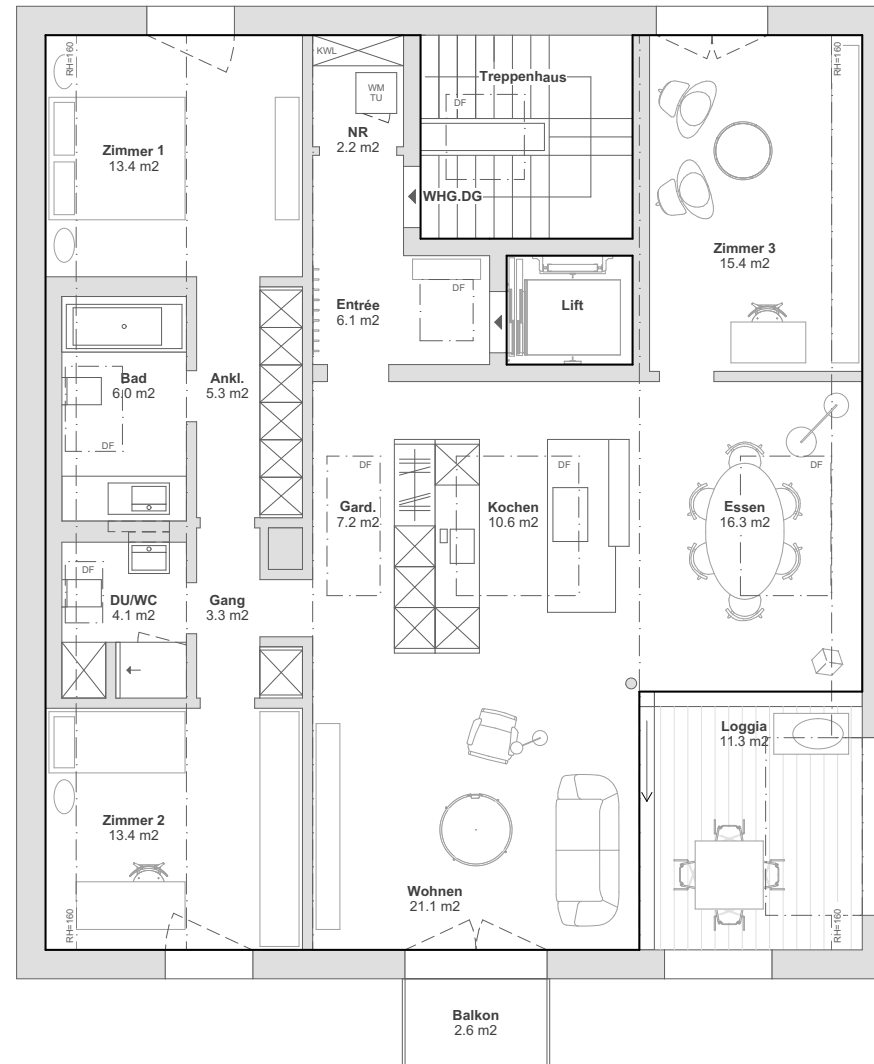 RH=160
KWL
RH=160
WM
TU
DF
Treppenhaus
Zimmer 1
13.4 m2
NR
2.2 m2
WHG.DG
Zimmer 3
15.4 m2
Entrée
6.1 m2
DF
Lift
Bad
6.0 m2
DF
Ankl.
5.3 m2
DF
Gard.
7.2 m2
Kochen
10.6 m2
DF
Essen
16.3 m2
DF
DF
DU/WC
4.1 m2
Gang
3.3 m2
Loggia
11.3 m2
Zimmer 2
13.4 m2
Wohnen
21.1 m2
RH=160
RH=160
Balkon
2.6 m2